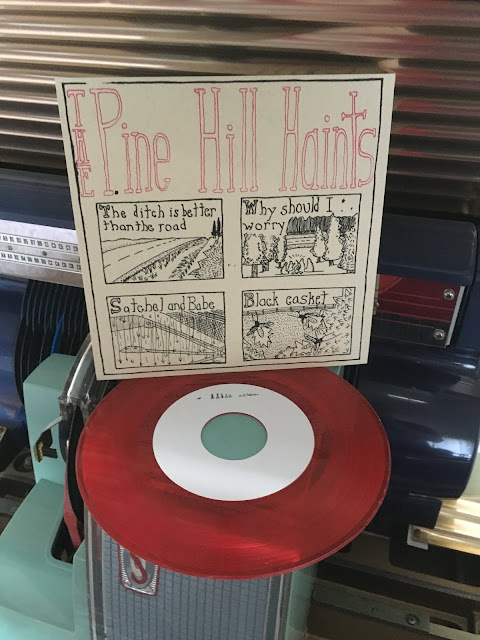 THE Pine Hill Haints
The ditch is better
than the road
Why should I . .
worry
Satchel and Babe
Black casket
S